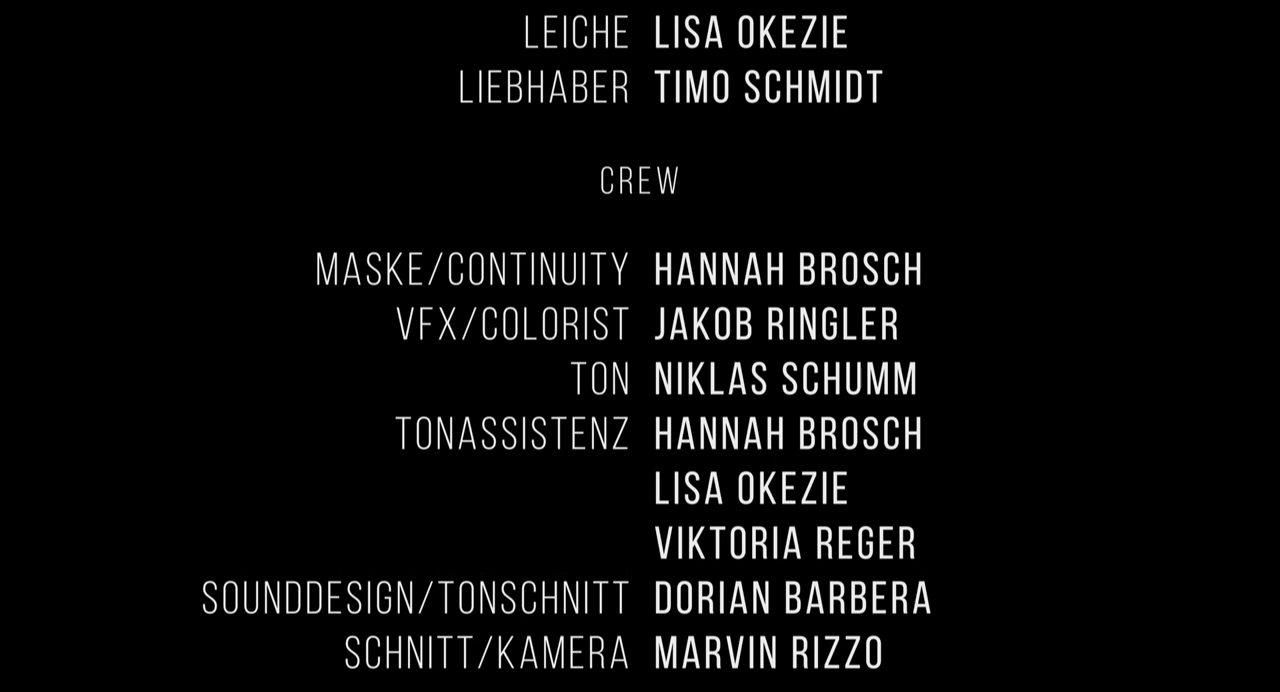 LEICHE LISA OKEZIE
LIEBHABER TIMO SCHMIDT
CREW
MASKE/CONTINUITY HANNAH BROSCH
VFX/COLORIST JAKOB RINGLER
TON NIKLAS SCHUMM
TONASSISTENZ HANNAH BROSCH
LISA OKEZIE
VIKTORIA REGER
SOUNDDESIGN/TONSCHNITT DORIAN BARBERA
SCHNITT/KAMERA MARVIN RIZZO